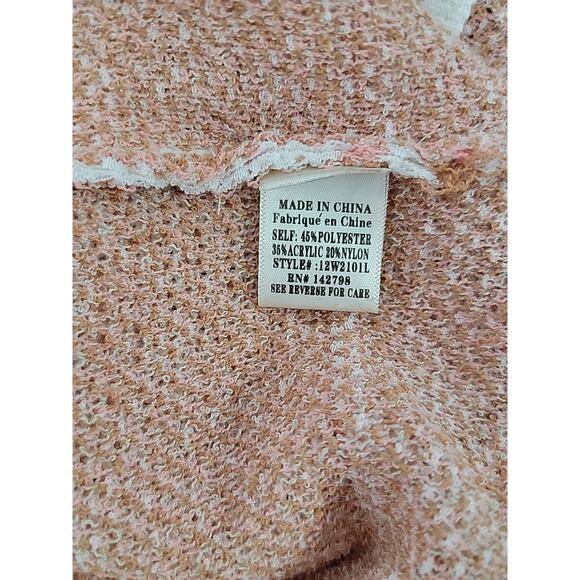 MADE IN CHINA
Fabriqué en Chine
SELF: 45%POLYESTER
35%ACRYLIC 20%NYLON
STYLE# :12W2101L
RN# 142798
SEE REVERSE FOR CARE